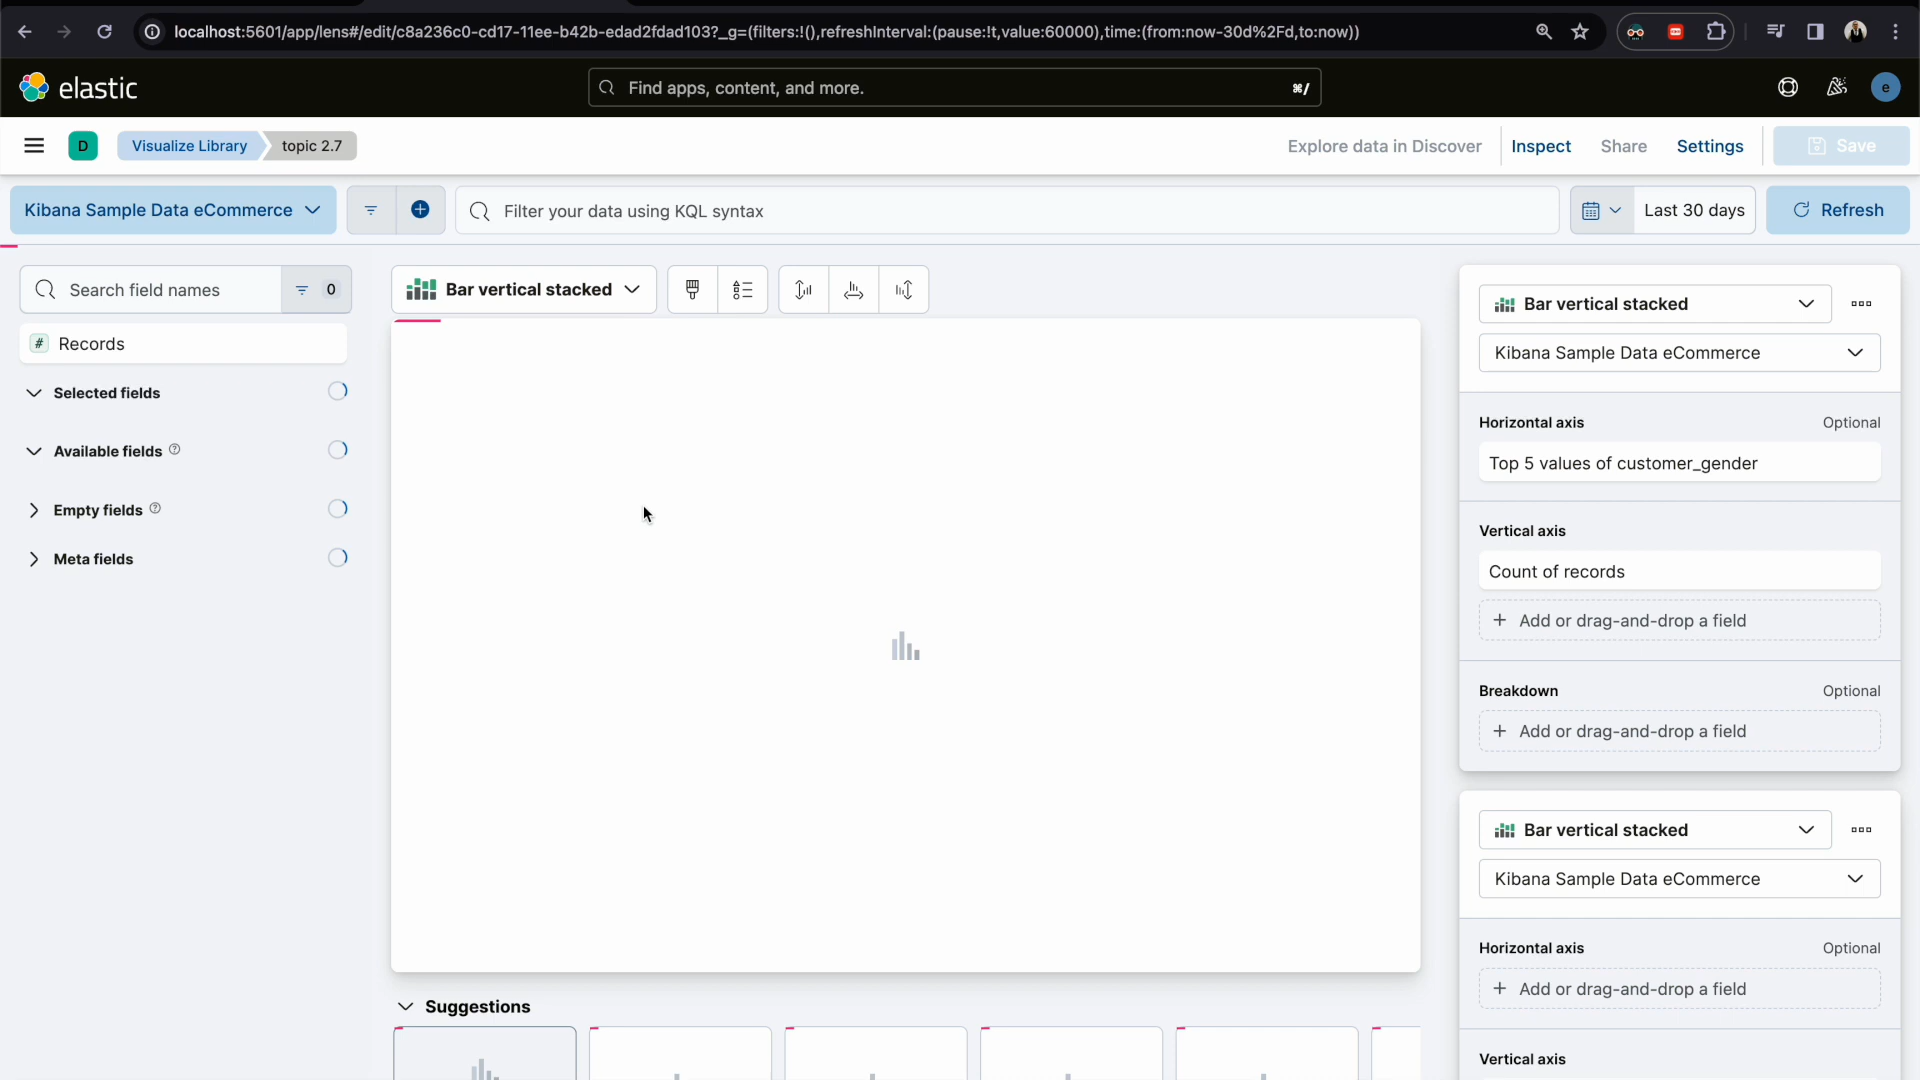 localhost:5601/app/lens#/edit/c8a236c0-cd17-11ee-b42b-edad2fdad103?_g=(filters:!(),refreshInterval:(pause:!t,value:60000),time:(from:now-30d%2Fd,to:now))
elastic
Find apps, content, and more.
⌘/
e
D
Visualize Library
topic 2.7
Explore data in Discover
Inspect
Share
Settings
Save
Kibana Sample Data eCommerce
Filter your data using KQL syntax
Last 30 days
Refresh
Search field names
0
# Records
Selected fields
Available fields
Empty fields
Meta fields
Bar vertical stacked
Suggestions
Bar vertical stacked
Kibana Sample Data eCommerce
Horizontal axis Optional
Top 5 values of customer_gender
Vertical axis
Count of records
+ Add or drag-and-drop a field
Breakdown Optional
+ Add or drag-and-drop a field
Bar vertical stacked
Kibana Sample Data eCommerce
Horizontal axis Optional
+ Add or drag-and-drop a field
Vertical axis